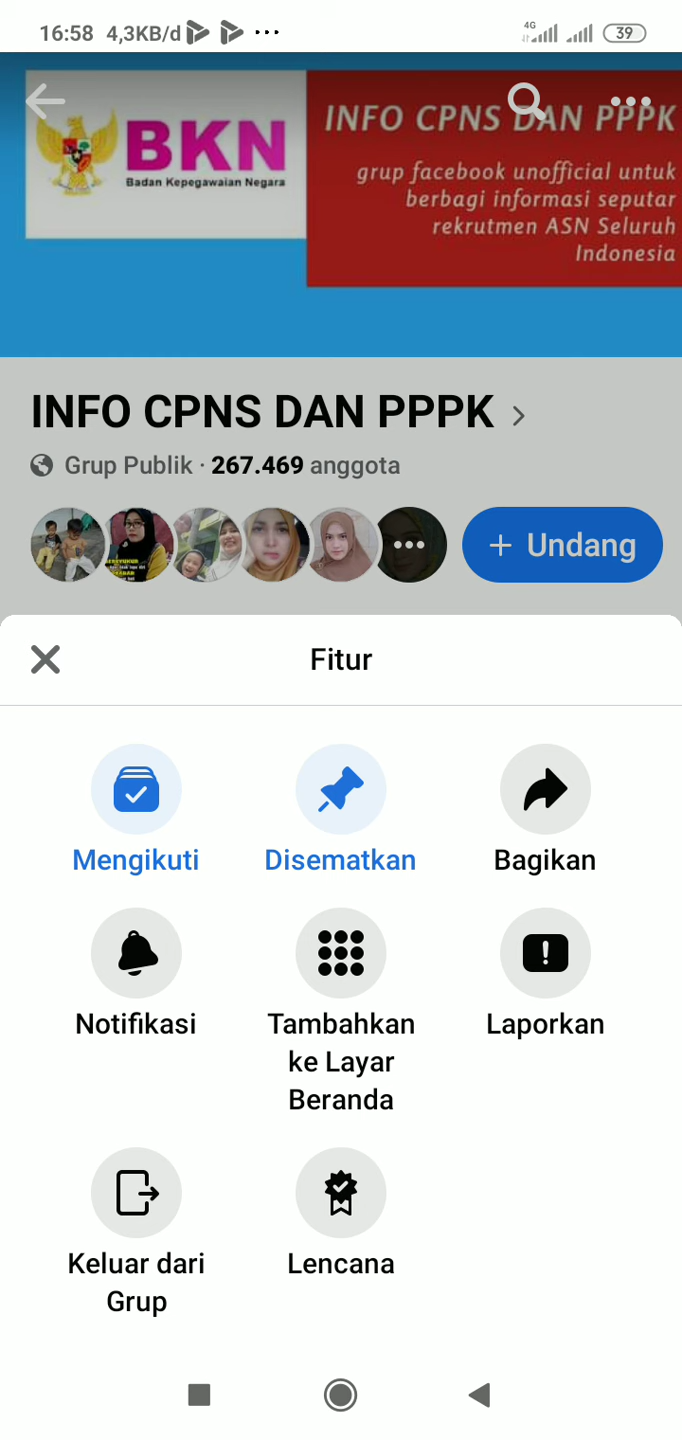 16:58 4,3KB/d
4G
39
BKN
Badan Kepegawaian Negara
INFO CPNS DAN PPPK
grup facebook unofficial untuk
berbagi informasi seputar
rekrutmen ASN Seluruh
Indonesia
INFO CPNS DAN PPPK
Grup Publik · 267.469 anggota
+ Undang
Fitur
Mengikuti
Disematkan
Bagikan
Notifikasi
Tambahkan
ke Layar
Beranda
Laporkan
Keluar dari
Grup
Lencana